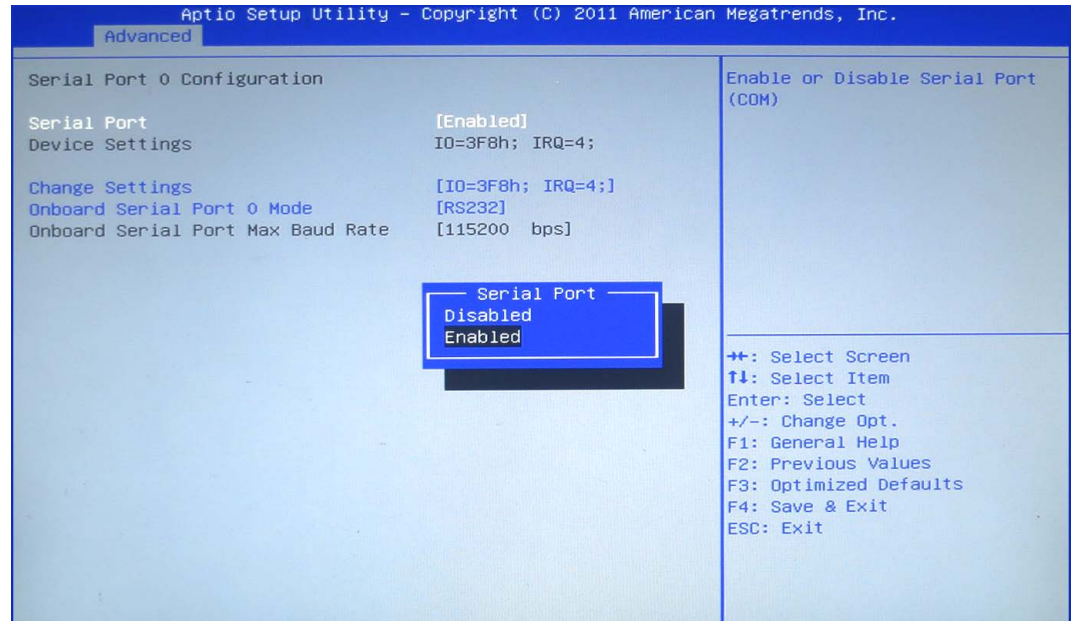 Aptio Setup Utility – Copyright (C) 2011 American Megatrends, Inc.
Advanced
Serial Port 0 Configuration
Serial Port [Enabled]
Device Settings IO=3F8h; IRQ=4;
Change Settings [IO=3F8h; IRQ=4;]
Onboard Serial Port 0 Mode [RS232]
Onboard Serial Port Max Baud Rate [115200 bps]
Serial Port
Disabled
Enabled
Enable or Disable Serial Port
(COM)
→←: Select Screen
↑↓: Select Item
Enter: Select
+/-: Change Opt.
F1: General Help
F2: Previous Values
F3: Optimized Defaults
F4: Save & Exit
ESC: Exit